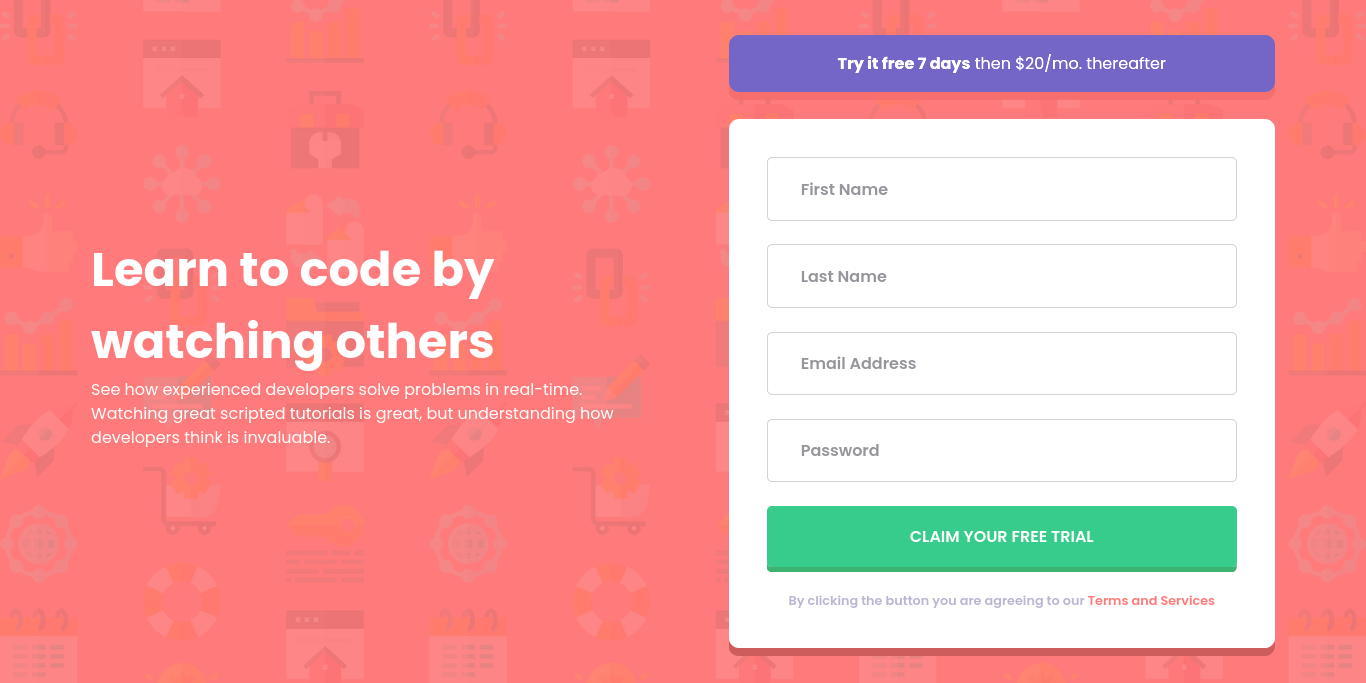 Learn to code by
watching others
See how experienced developers solve problems in real-time.
Watching great scripted tutorials is great, but understanding how
developers think is invaluable.
Try it free 7 days then $20/mo. thereafter
First Name
Last Name
Email Address
Password
CLAIM YOUR FREE TRIAL
By clicking the button you are agreeing to our Terms and Services